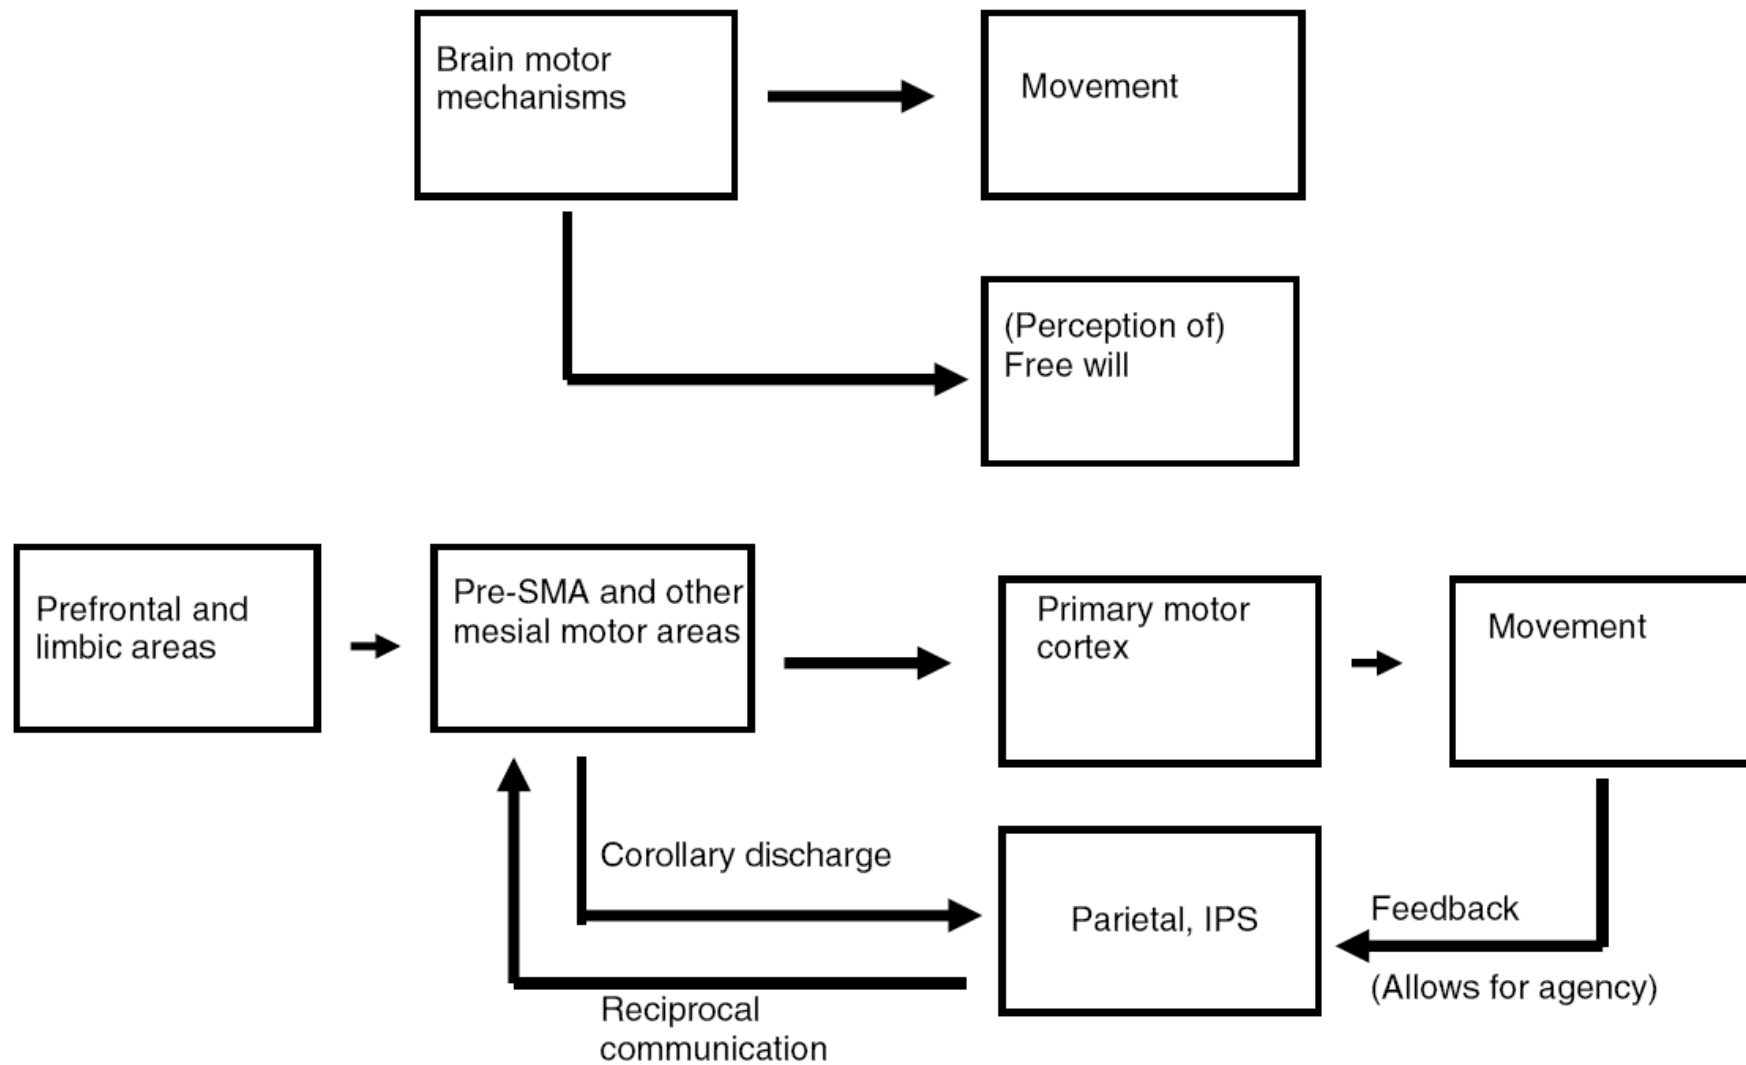 Brain motor
mechanisms
Movement
(Perception of)
Free will
Prefrontal and
limbic areas
Pre-SMA and other
mesial motor areas
Primary motor
cortex
Movement
Corollary discharge
Parietal, IPS
Feedback
(Allows for agency)
Reciprocal
communication